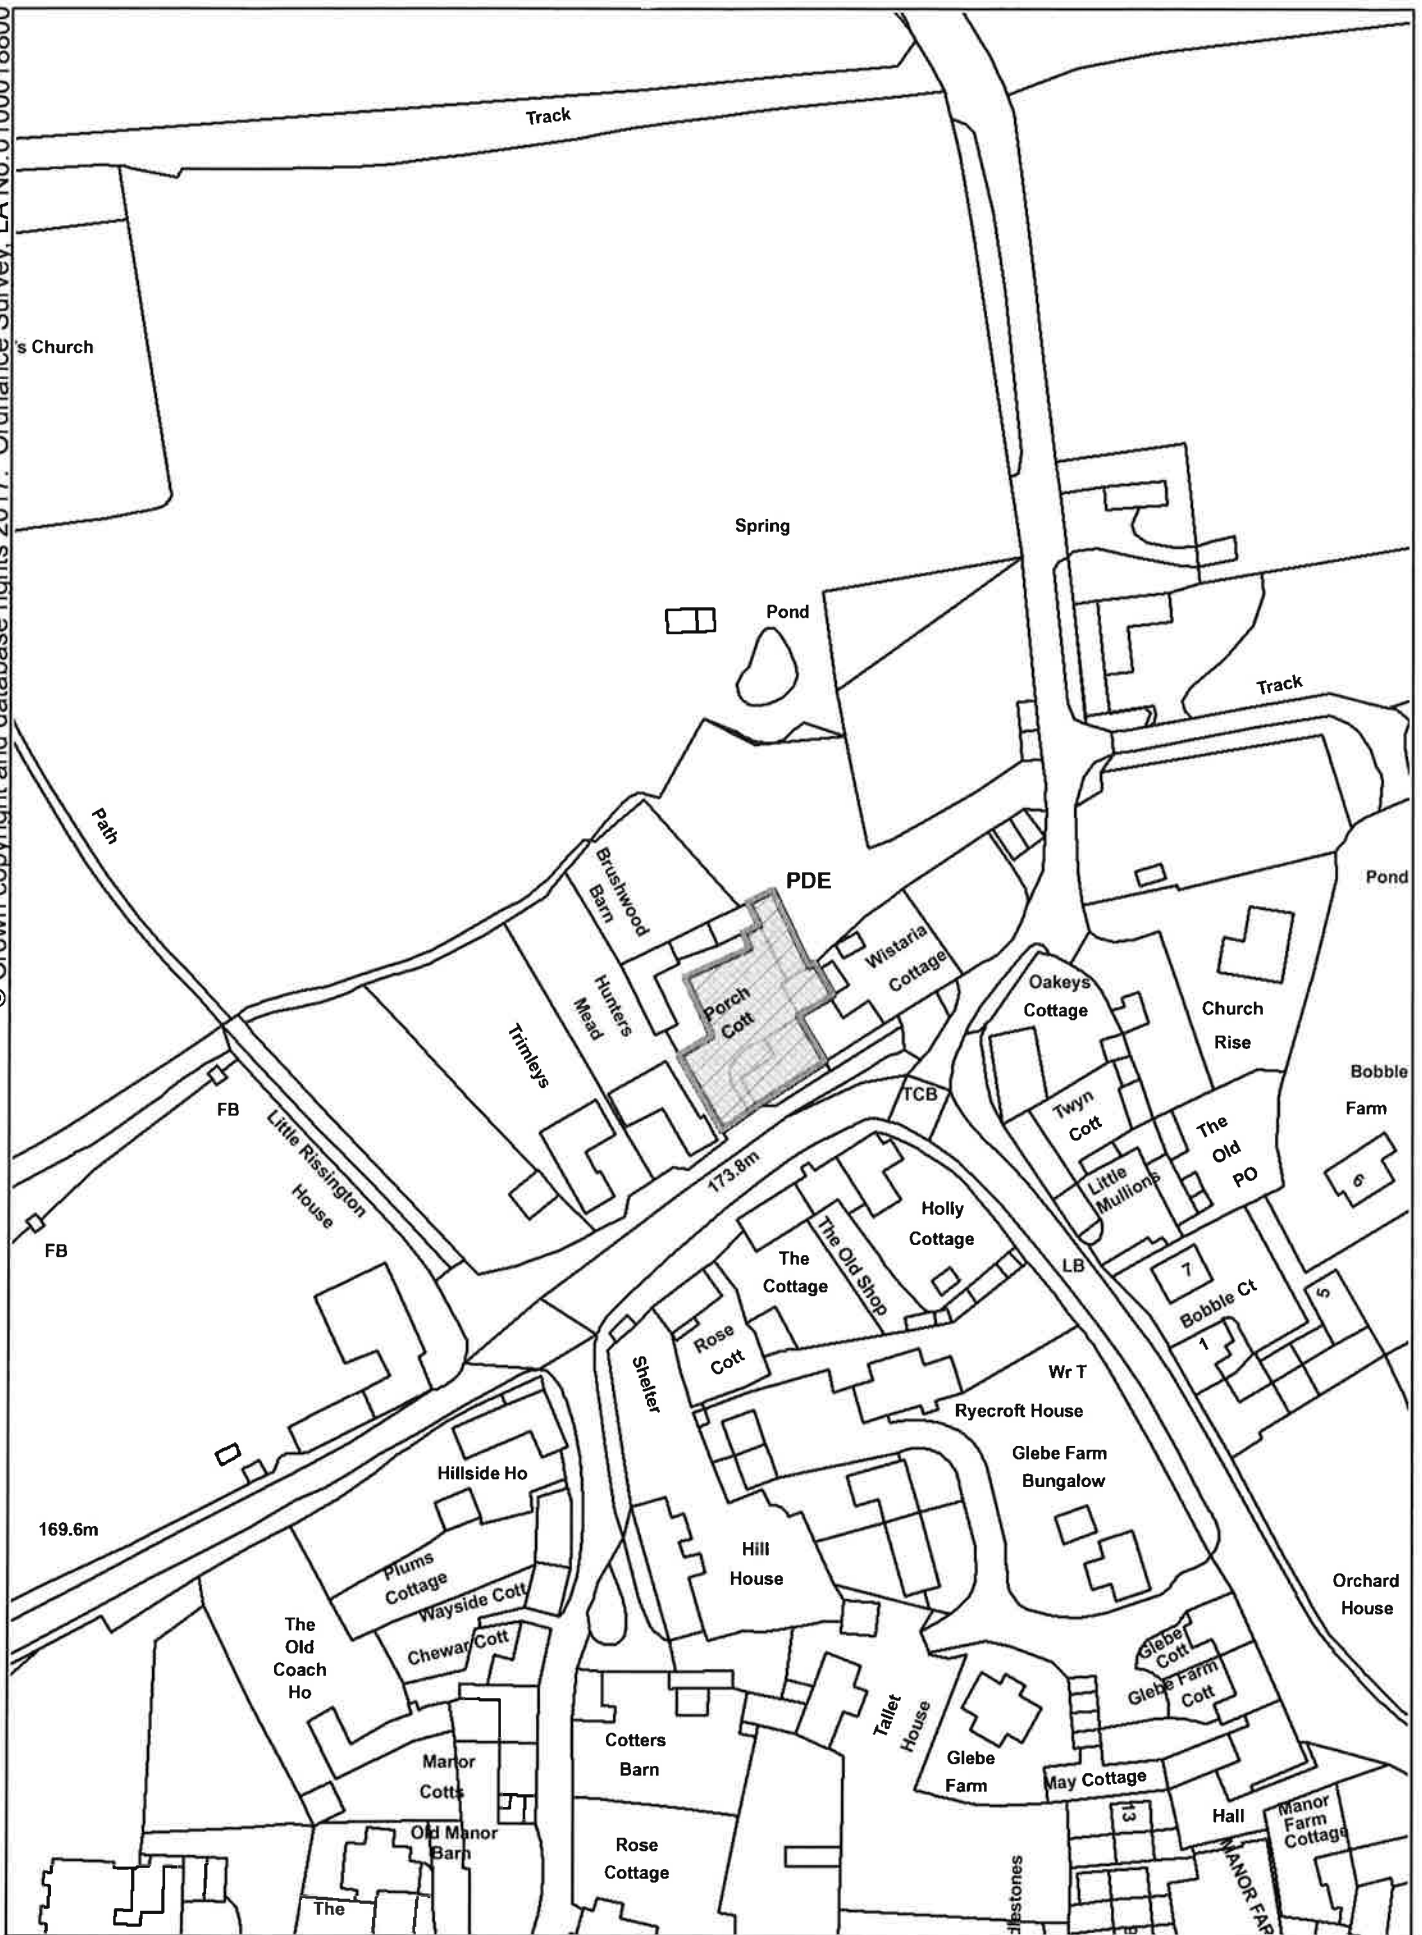 © Crown copyright and database rights 2017. Ordnance Survey, LA No.0100018800
Track
's Church
Spring
Pond
Track
Path
Brushwood
Barn
PDE
Pond
Wistaria
Cottage
Hunters
Mead
Porch
Cott
Oakeys
Cottage
Church
Rise
Trimleys
FB
TCB
Twyn
Cott
Bobble
Farm
The
Old
PO
Little Rissington
House
173.8m
Little
Mullions
6
FB
Holly
Cottage
The
Cottage
The Old Shop
LB
7
Bobble Ct
5
1
Rose
Cott
Shelter
Wr T
Ryecroft House
Glebe Farm
Bungalow
Hillside Ho
169.6m
Hill
House
Plums
Cottage
Wayside Cott
Chewar Cott
Orchard
House
The
Old
Coach
Ho
Glebe
Cott
Glebe Farm
Cott
Tallet
House
Cotters
Barn
Glebe
Farm
May Cottage
Manor
Cotts
13
Hall
Manor
Farm
Cottage
Old Manor
Barn
Rose
Cottage
The
dlestones
MANOR FAR